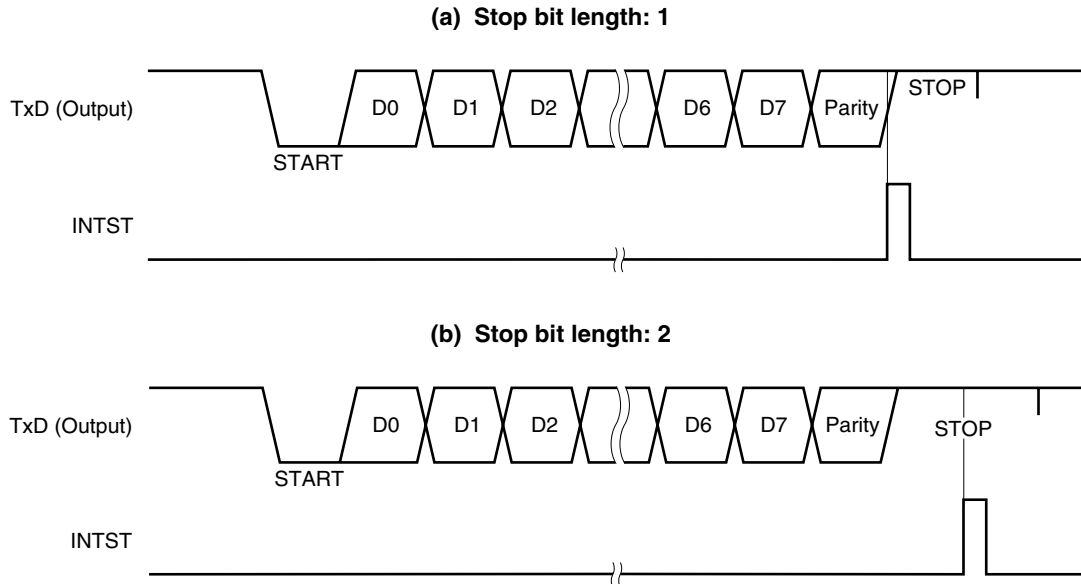 (a) Stop bit length: 1
TxD (Output)
D0 D1 D2 D6 D7 Parity
STOP
START
INTST
(b) Stop bit length: 2
TxD (Output)
D0 D1 D2 D6 D7 Parity
STOP
START
INTST